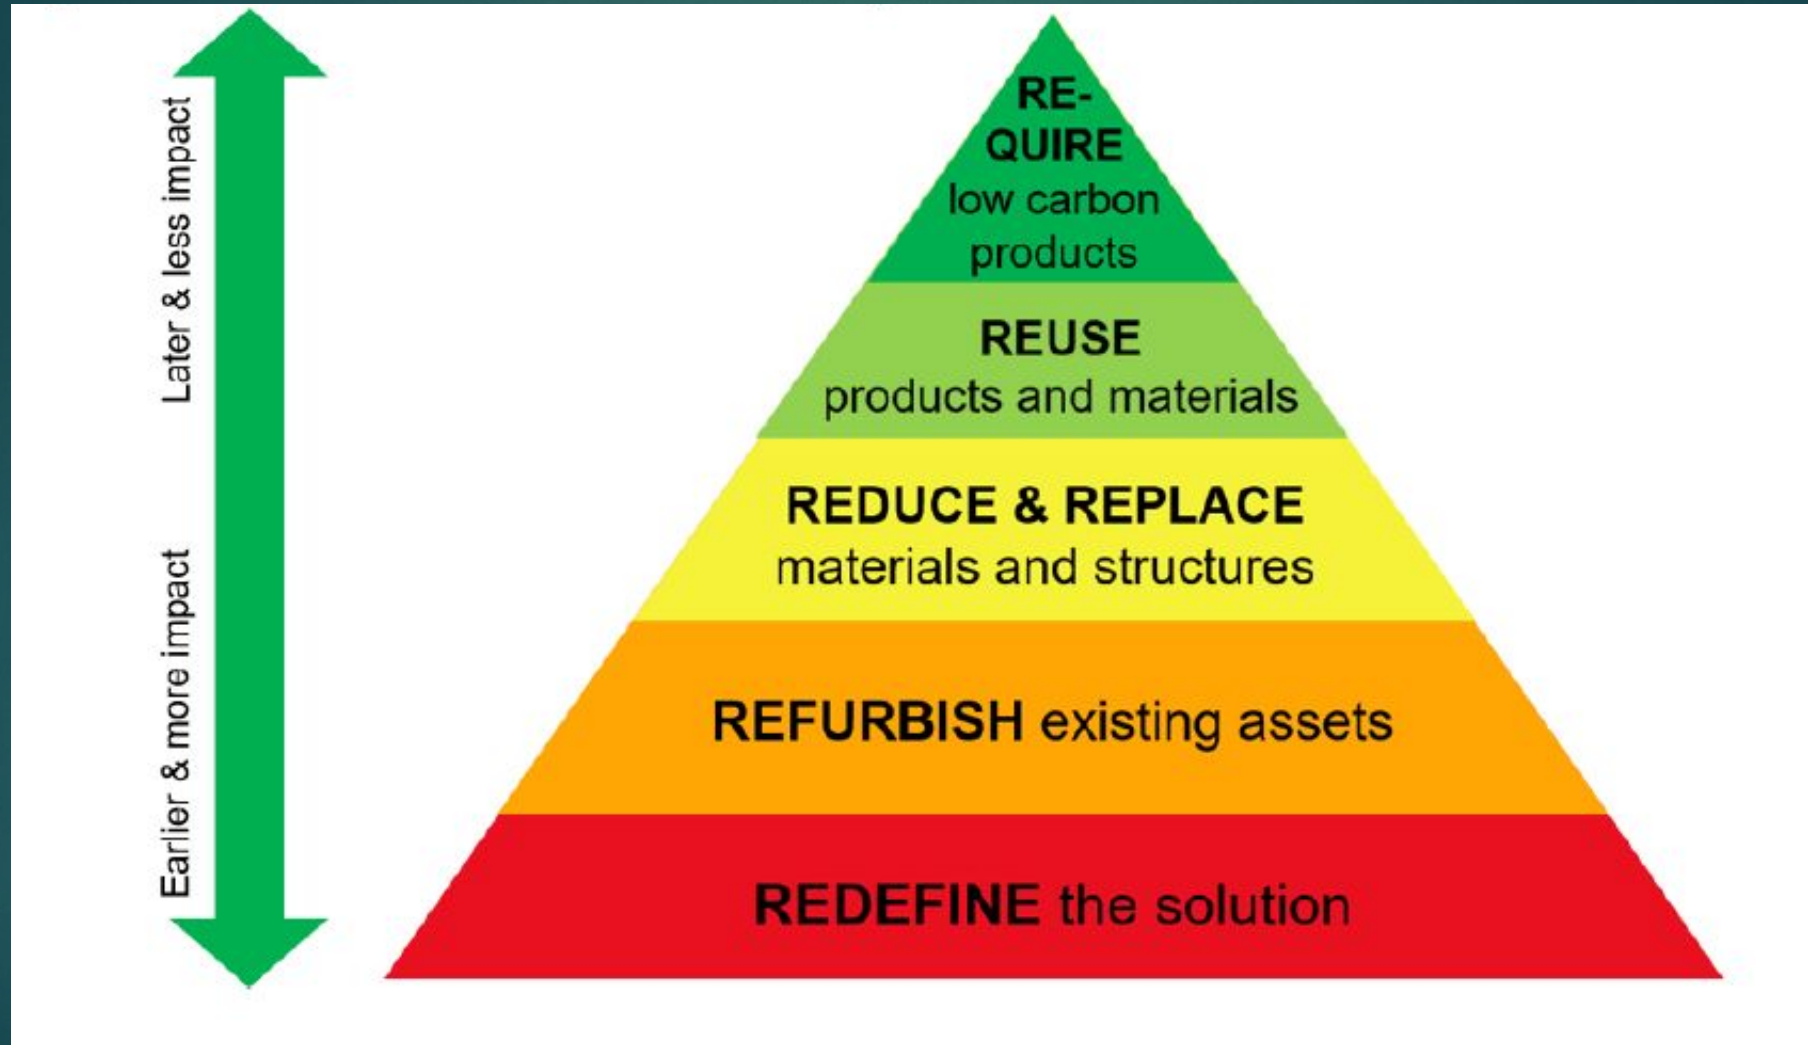 Later & less impact
Earlier & more impact
RE-
QUIRE
low carbon
products
REUSE
products and materials
REDUCE & REPLACE
materials and structures
REFURBISH existing assets
REDEFINE the solution